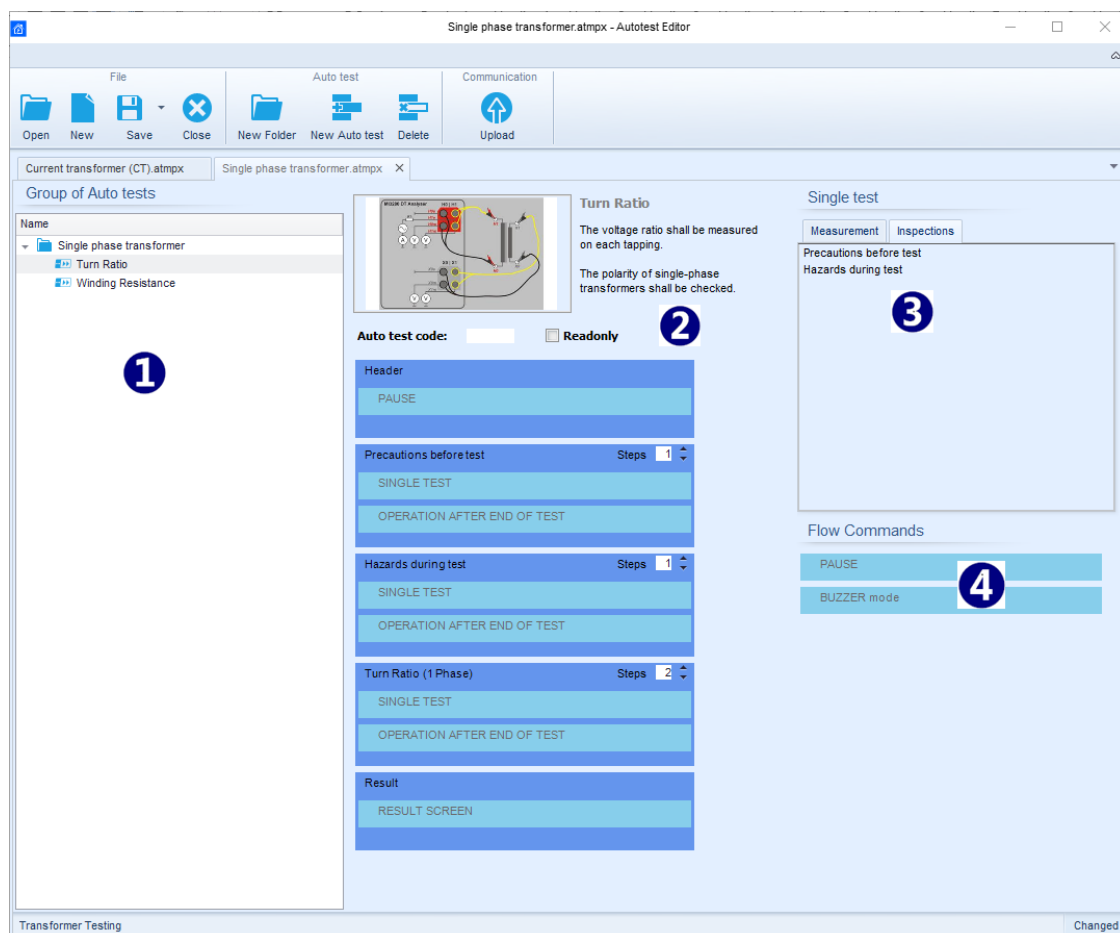 Single phase transformer.atmpx - Autotest Editor
File
Auto test
Communication
Open
New
Save
Close
New Folder
New Auto test
Delete
Upload
Current transformer (CT).atmpx
Single phase transformer.atmpx
Group of Auto tests
Name
Single phase transformer
Turn Ratio
Winding Resistance
1
Turn Ratio
The voltage ratio shall be measured
on each tapping.
The polarity of single-phase
transformers shall be checked.
Auto test code:
Readonly
2
Header
PAUSE
Precautions before test
Steps 1
SINGLE TEST
OPERATION AFTER END OF TEST
Hazards during test
Steps 1
SINGLE TEST
OPERATION AFTER END OF TEST
Turn Ratio (1 Phase)
Steps 2
SINGLE TEST
OPERATION AFTER END OF TEST
Result
RESULT SCREEN
Single test
Measurement
Inspections
Precautions before test
Hazards during test
3
Flow Commands
PAUSE
BUZZER mode
4
Transformer Testing
Changed